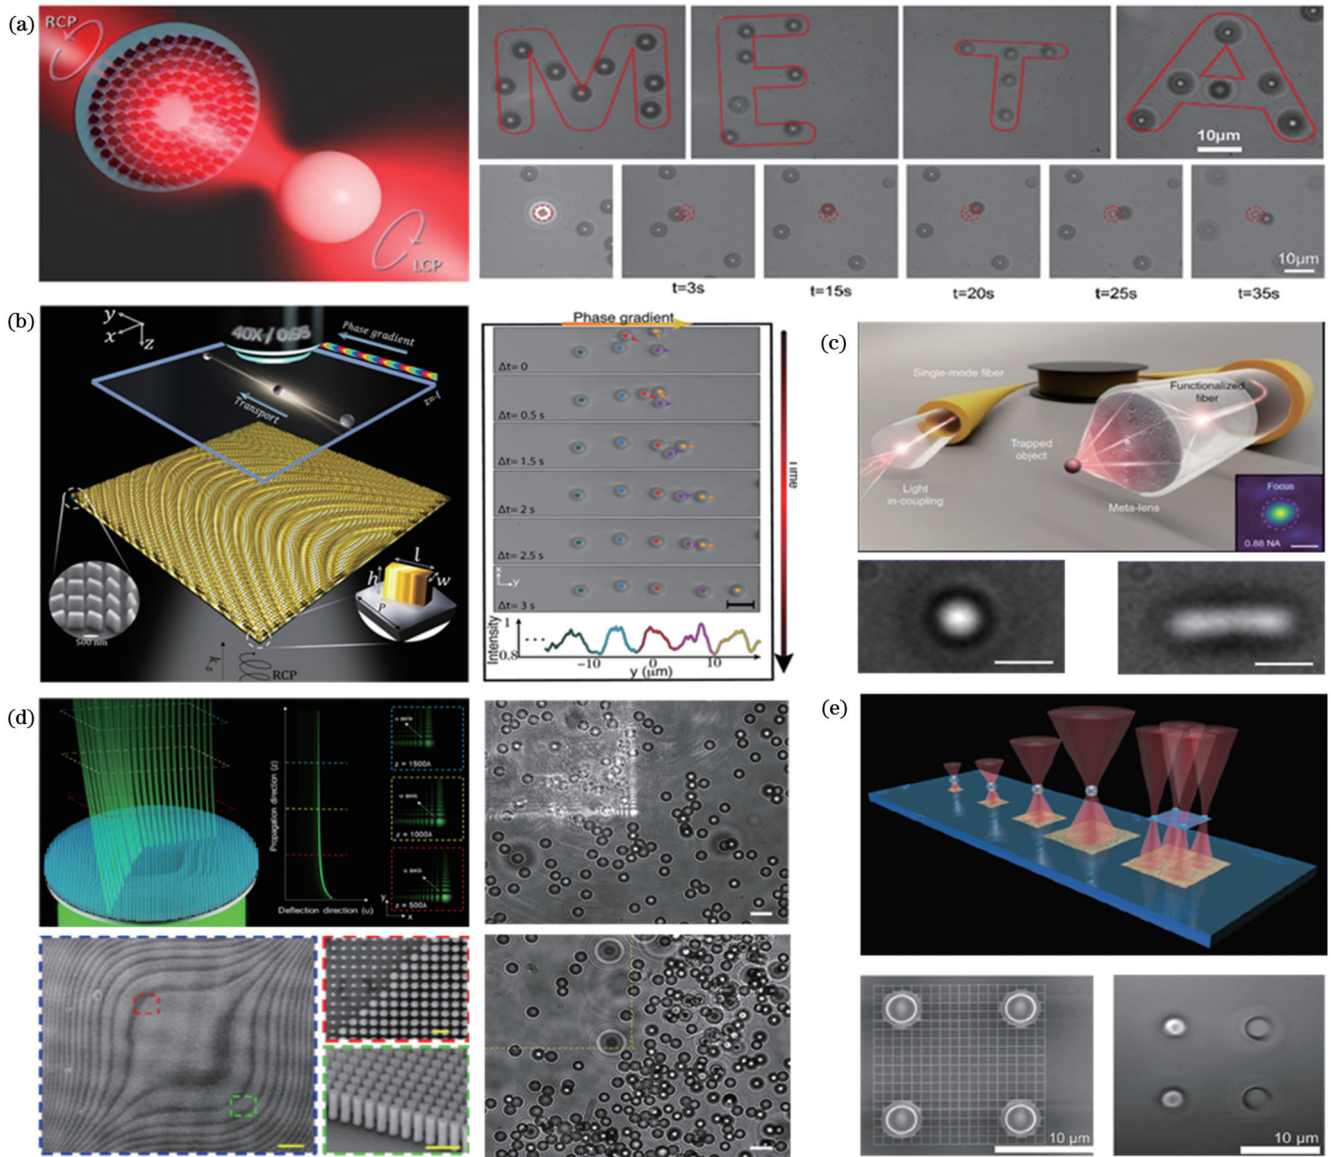 (a)
RCP
LCP
10μm
10μm
t=3s
t=15s
t=20s
t=25s
t=35s
(b)
y
x
z
40X / 0.95
Phase gradient
Transport
z=-f
500 nm
h
l
w
P
RCP
Phase gradient
Δt= 0
Δt= 0.5 s
Δt= 1.5 s
Δt= 2 s
Δt= 2.5 s
Δt= 3 s
x
y
Time
Intensity
1
0.8
−10
0
10
y (μm)
(c)
Single-mode fiber
Functionalized
fiber
Trapped
object
Light
in-coupling
Meta-lens
Focus
0.88 NA
(d)
Propagation direction (z)
Deflection direction (u)
u axis
z = 1500λ
u axis
z = 1000λ
u axis
z = 500λ
y
x
(e)
10 μm
10 μm